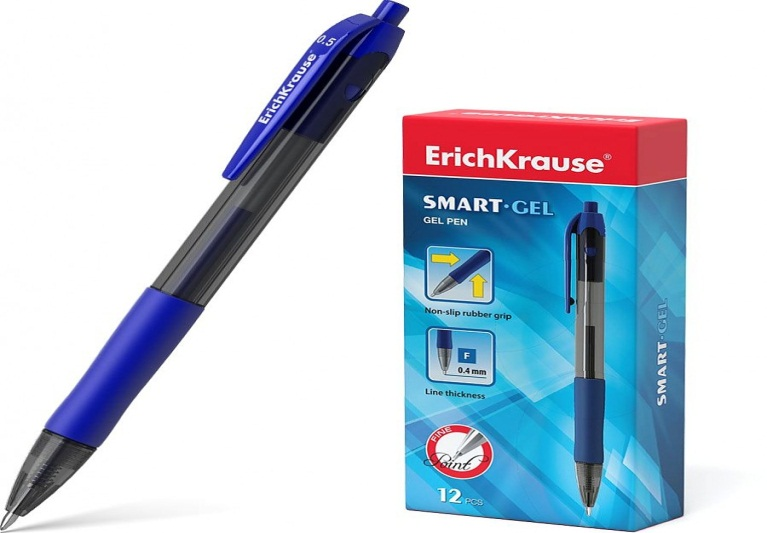 0.5
ErichKrause
ErichKrause®
SMART·GEL
GEL PEN
Non-slip rubber grip
F
0.4 mm
Line thickness
FINE
Point
12 PCS
SMART·GEL
ErichKrause